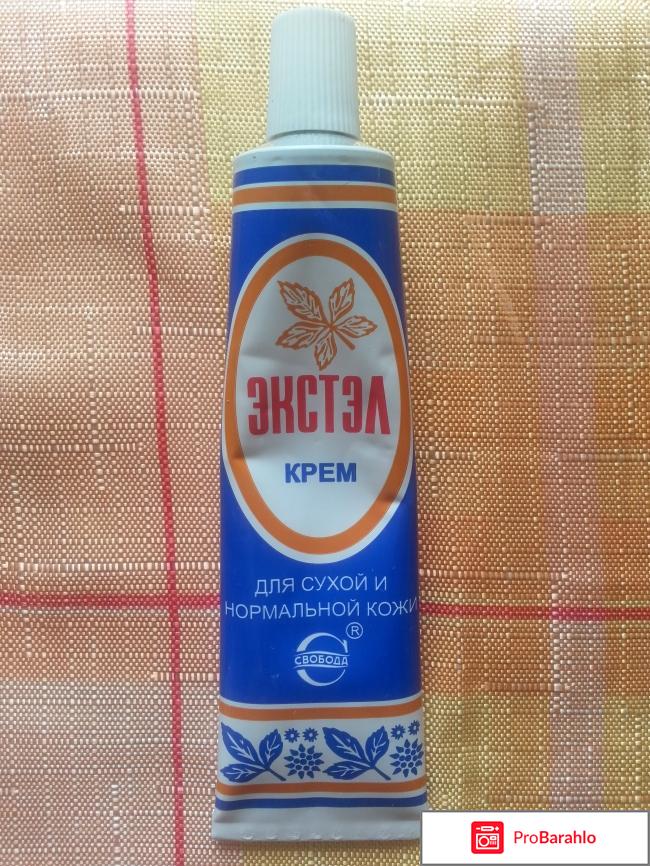 ЭКСТЭЛ
КРЕМ
ДЛЯ СУХОЙ И
НОРМАЛЬНОЙ КОЖИ
®
СВОБОДА
ProBarahlo